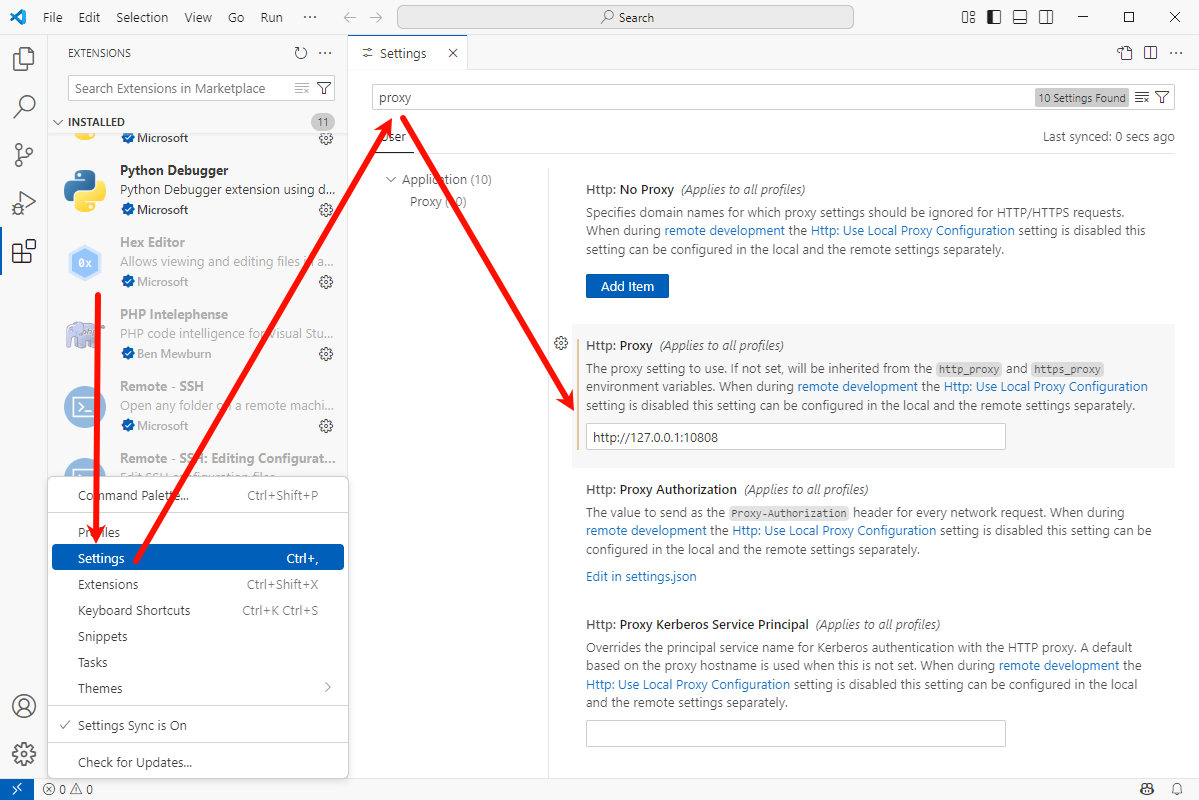 File Edit Selection View Go Run ··· Search
EXTENSIONS
Search Extensions in Marketplace
INSTALLED 11
Microsoft
Python Debugger
Python Debugger extension using d...
Microsoft
Hex Editor
0x
Allows viewing and editing files in a...
Microsoft
PHP Intelephense
php
PHP code intelligence for Visual Stu...
Ben Mewburn
Remote - SSH
Open any folder on a remote machi...
Microsoft
Remote - SSH: Editing Configurat...
Edit SSH configuration files
Command Palette... Ctrl+Shift+P
Profiles
Settings Ctrl+,
Extensions Ctrl+Shift+X
Keyboard Shortcuts Ctrl+K Ctrl+S
Snippets
Tasks
Themes
Settings Sync is On
Check for Updates...
0 0
Settings
proxy
10 Settings Found
User
Last synced: 0 secs ago
Application (10)
Proxy (10)
Http: No Proxy (Applies to all profiles)
Specifies domain names for which proxy settings should be ignored for HTTP/HTTPS requests.
When during remote development the Http: Use Local Proxy Configuration setting is disabled this
setting can be configured in the local and the remote settings separately.
Add Item
Http: Proxy (Applies to all profiles)
The proxy setting to use. If not set, will be inherited from the http_proxy and https_proxy
environment variables. When during remote development the Http: Use Local Proxy Configuration
setting is disabled this setting can be configured in the local and the remote settings separately.
http://127.0.0.1:10808
Http: Proxy Authorization (Applies to all profiles)
The value to send as the Proxy-Authorization header for every network request. When during
remote development the Http: Use Local Proxy Configuration setting is disabled this setting can be
configured in the local and the remote settings separately.
Edit in settings.json
Http: Proxy Kerberos Service Principal (Applies to all profiles)
Overrides the principal service name for Kerberos authentication with the HTTP proxy. A default
based on the proxy hostname is used when this is not set. When during remote development the
Http: Use Local Proxy Configuration setting is disabled this setting can be configured in the local
and the remote settings separately.